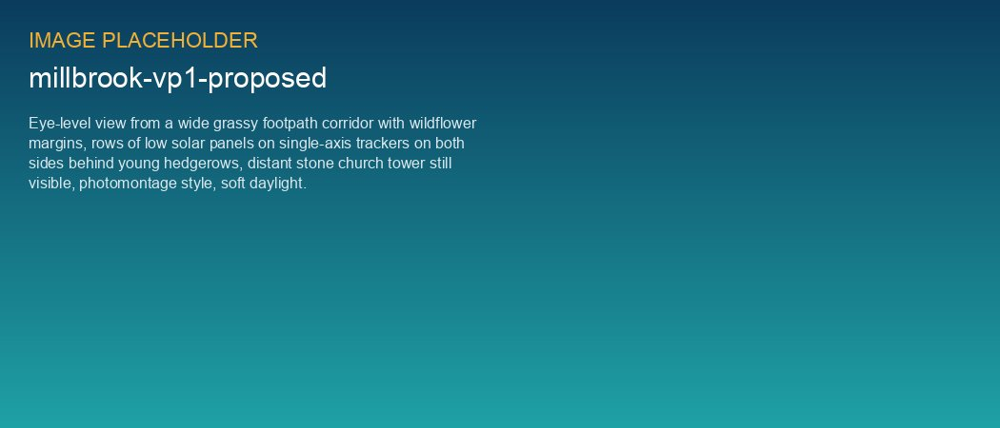 IMAGE PLACEHOLDER
millbrook-vp1-proposed
Eye-level view from a wide grassy footpath corridor with wildflower
margins, rows of low solar panels on single-axis trackers on both
sides behind young hedgerows, distant stone church tower still
visible, photomontage style, soft daylight.